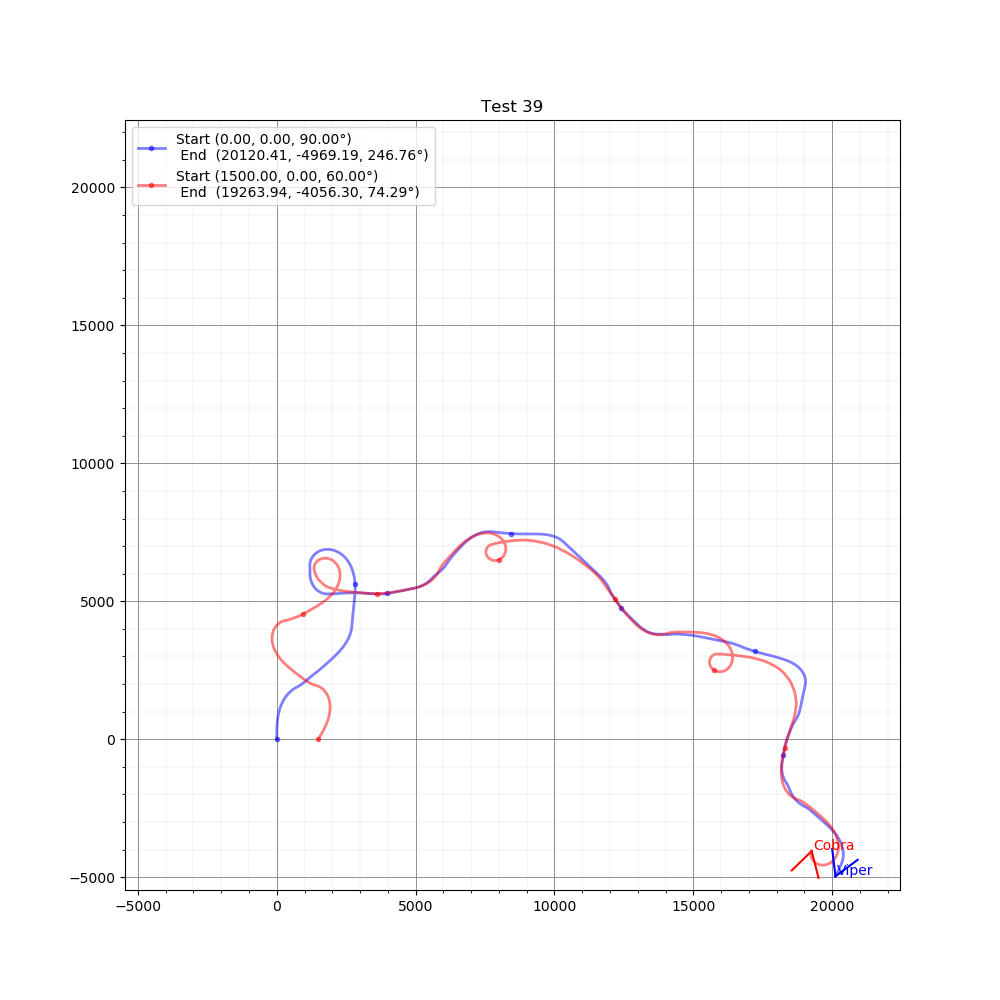 Test 39
Start (0.00, 0.00, 90.00°)
End (20120.41, -4969.19, 246.76°)
Start (1500.00, 0.00, 60.00°)
End (19263.94, -4056.30, 74.29°)
20000
15000
10000
5000
0
−5000
Cobra
Viper
−5000 0 5000 10000 15000 20000